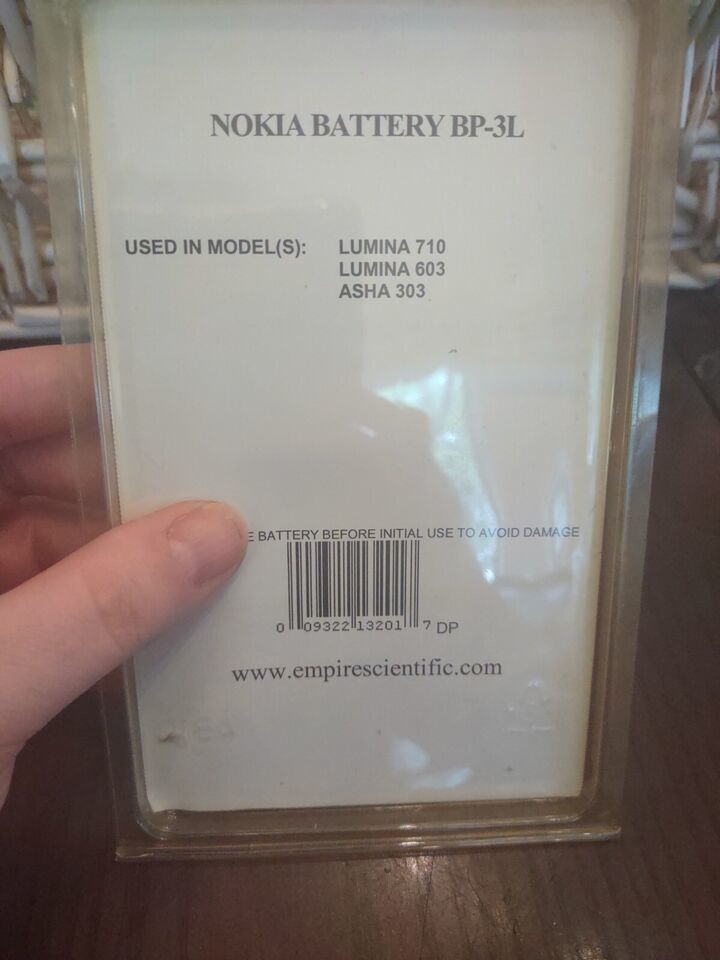 NOKIA BATTERY BP-3L
USED IN MODEL(S): LUMINA 710
LUMINA 603
ASHA 303
BATTERY BEFORE INITIAL USE TO AVOID DAMAGE
0 09322 13201 7 DP
www.empirescientific.com